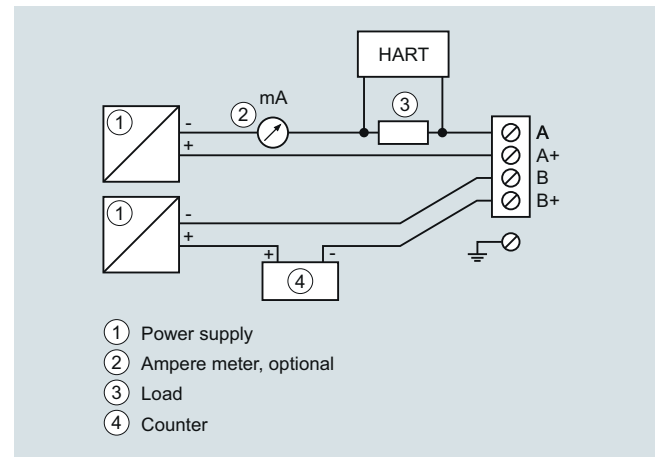 HART
mA
② ③
① - A
+ A+
B
① - B+
+ + -
④
① Power supply
② Ampere meter, optional
③ Load
④ Counter